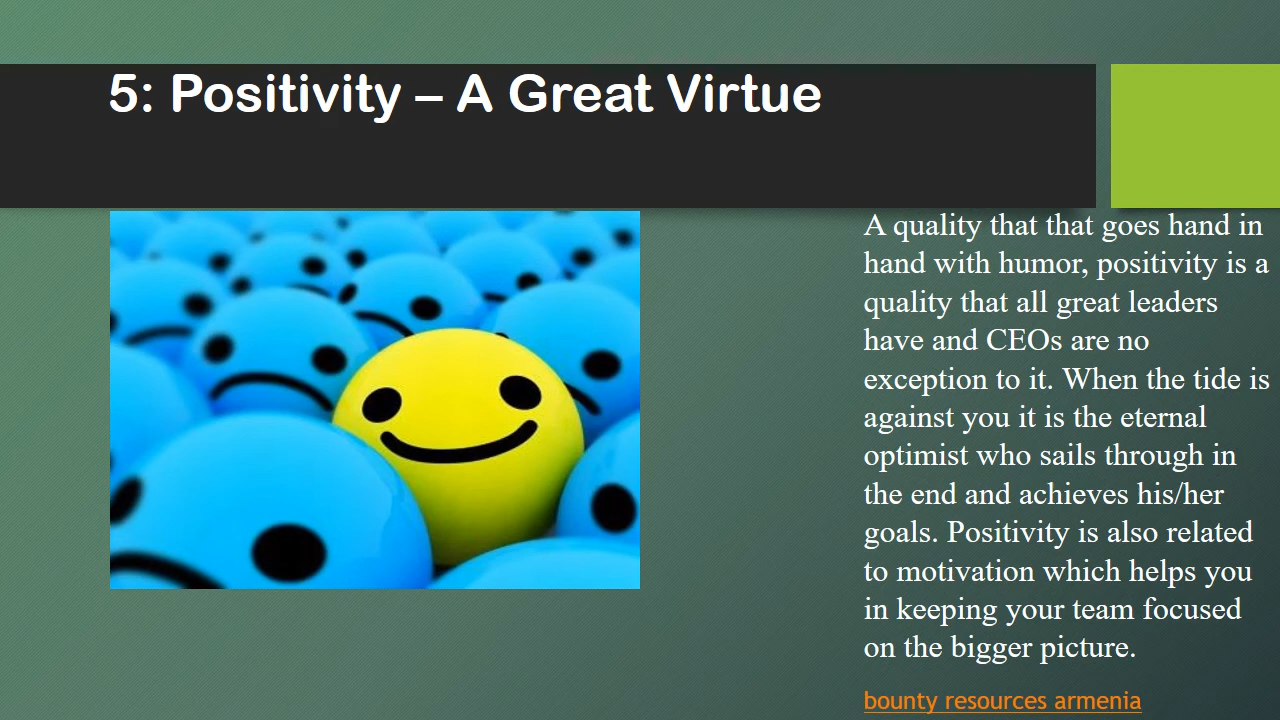 5: Positivity – A Great Virtue
A quality that that goes hand in
hand with humor, positivity is a
quality that all great leaders
have and CEOs are no
exception to it. When the tide is
against you it is the eternal
optimist who sails through in
the end and achieves his/her
goals. Positivity is also related
to motivation which helps you
in keeping your team focused
on the bigger picture.
bounty resources armenia